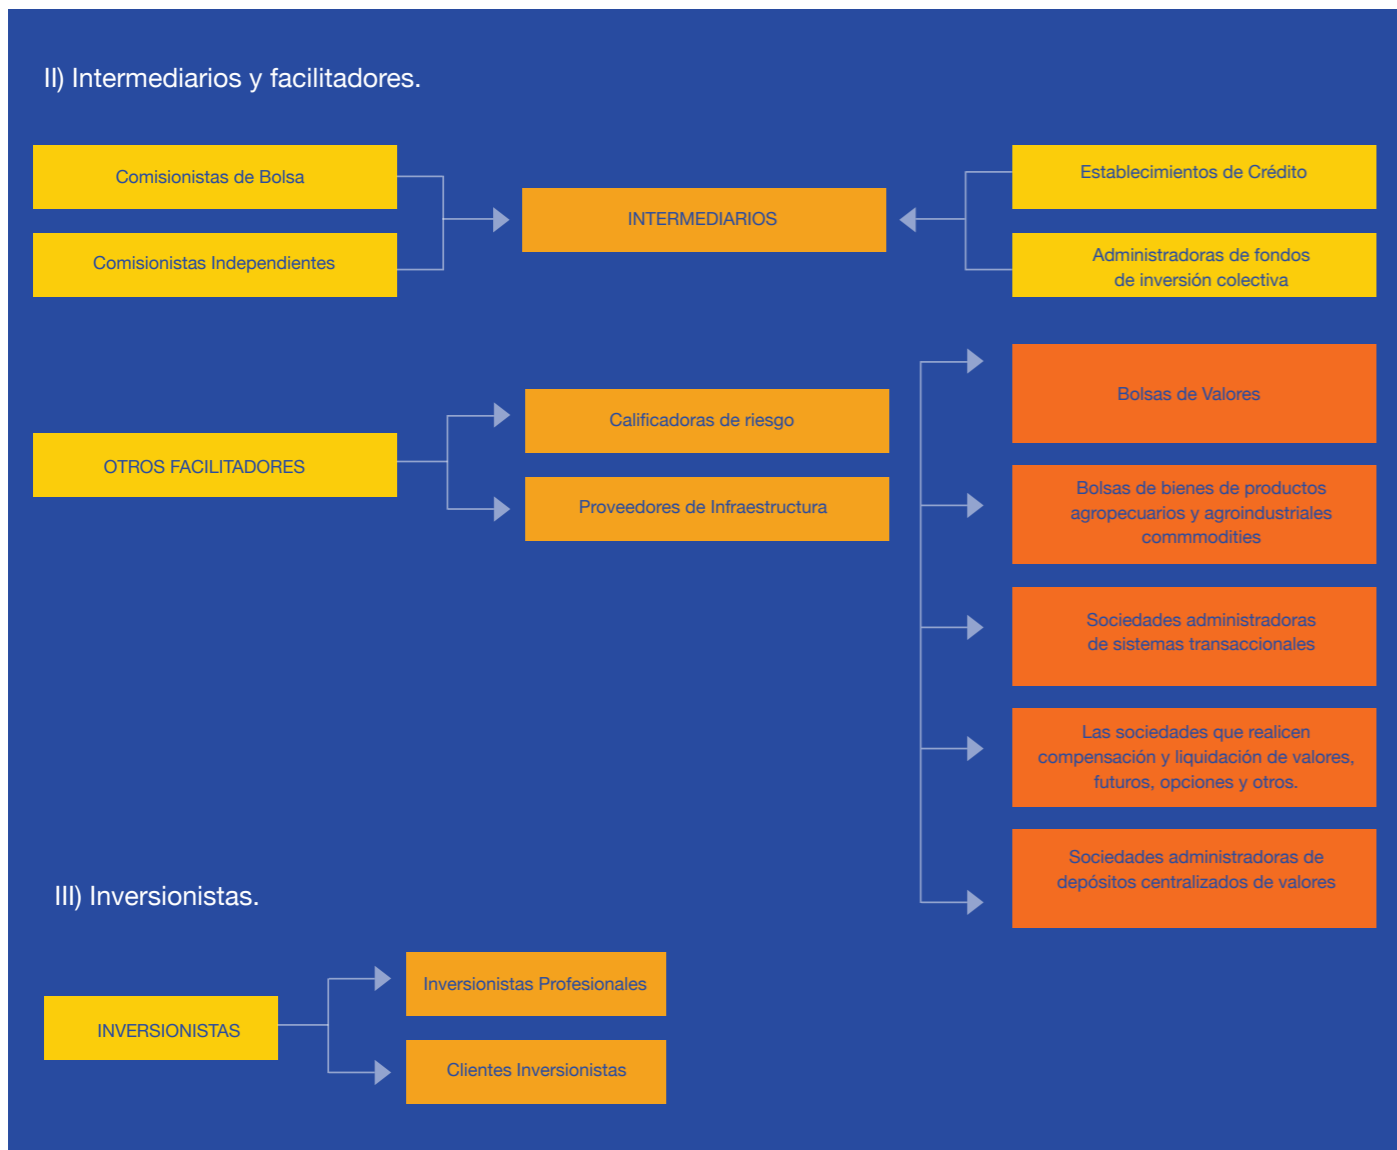 II) Intermediarios y facilitadores.
Comisionistas de Bolsa
Comisionistas Independientes
INTERMEDIARIOS
Establecimientos de Crédito
Administradoras de fondos
de inversión colectiva
OTROS FACILITADORES
Calificadoras de riesgo
Proveedores de Infraestructura
Bolsas de Valores
Bolsas de bienes de productos
agropecuarios y agroindustriales
commmodities
Sociedades administradoras
de sistemas transaccionales
Las sociedades que realicen
compensación y liquidación de valores,
futuros, opciones y otros.
Sociedades administradoras de
depósitos centralizados de valores
III) Inversionistas.
INVERSIONISTAS
Inversionistas Profesionales
Clientes Inversionistas